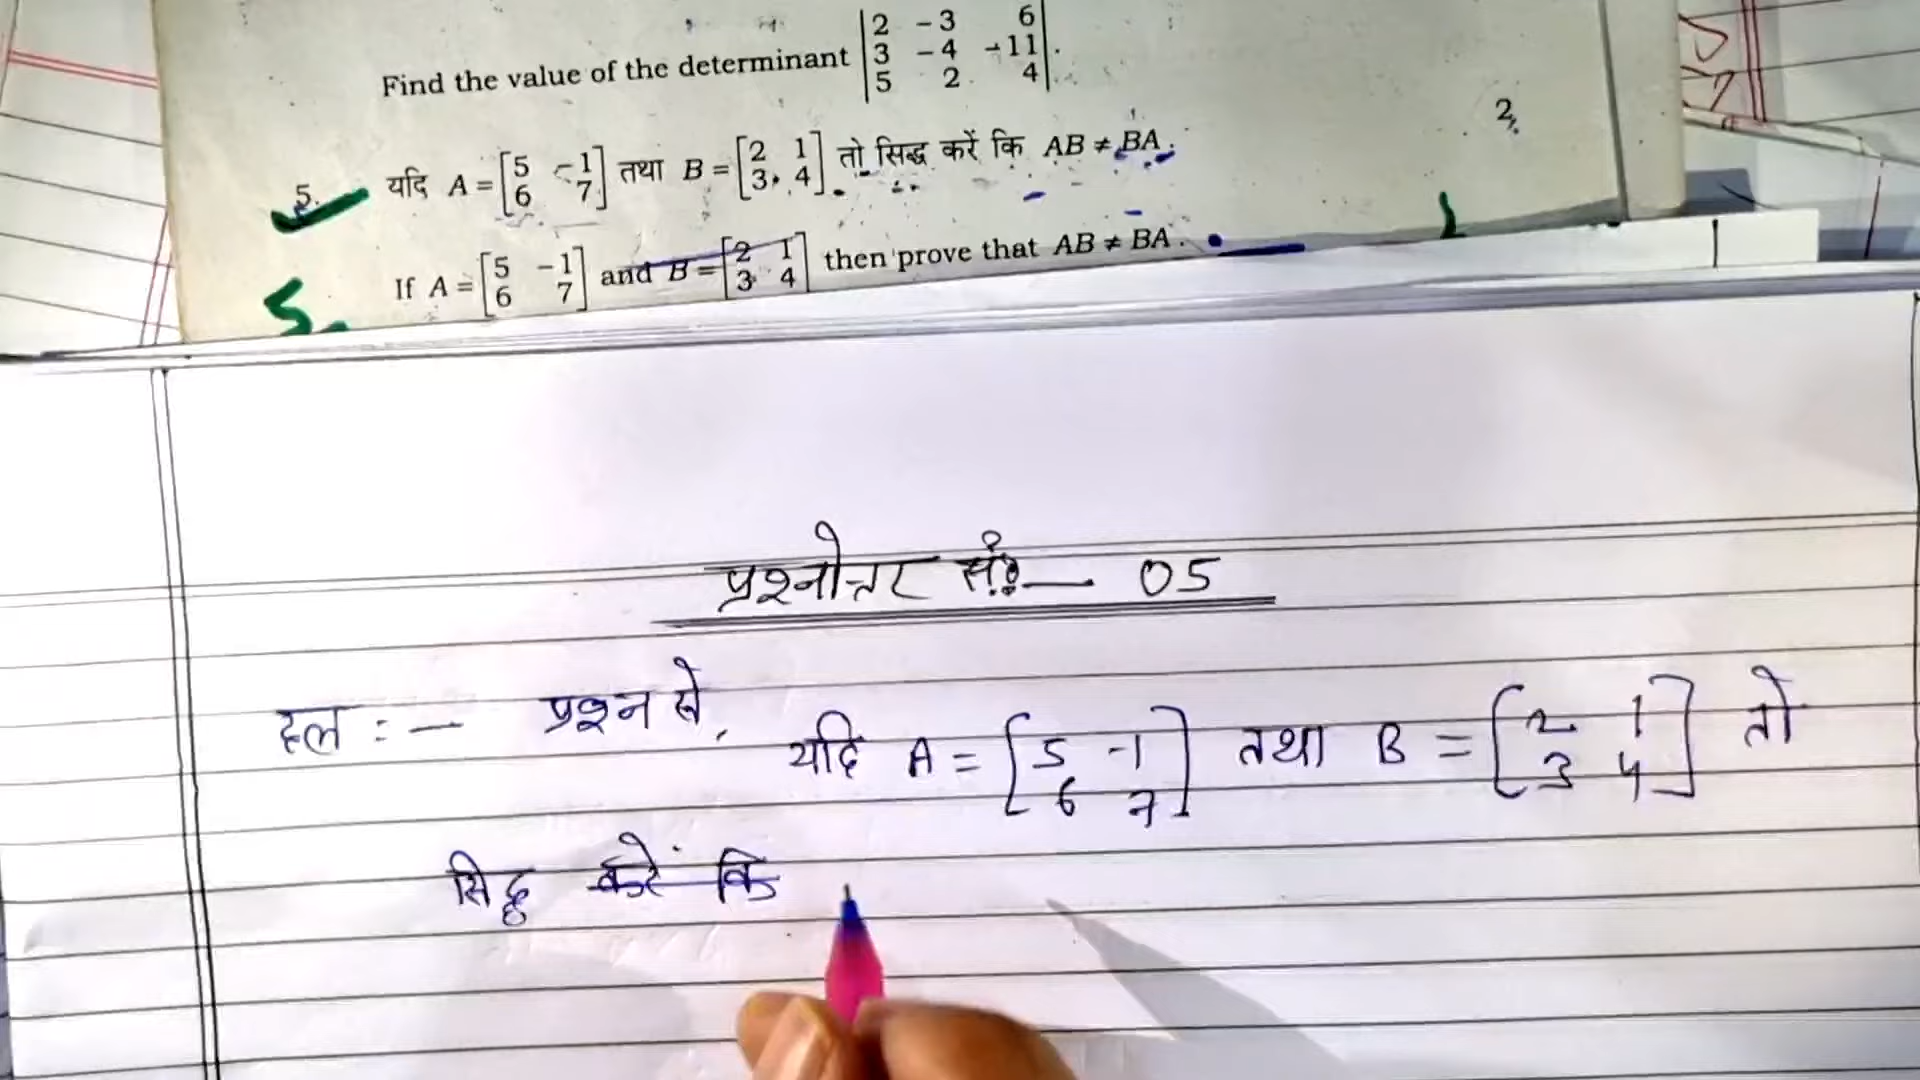 2 -3 6
Find the value of the determinant 3 -4 -11 .
5 2 4
2
5. यदि A = [5 -1 6 7] तथा B = [2 1 3 4] तो सिद्ध करें कि AB ≠ BA.
If A = [5 -1 6 7] and B = [2 1 3 4] then prove that AB ≠ BA.
5.
प्रश्नोत्तर सं० — 05
हल :— प्रश्न से,
यदि A = [5 -1 6 7] तथा B = [2 1 3 4] तो
सिद्ध करें कि